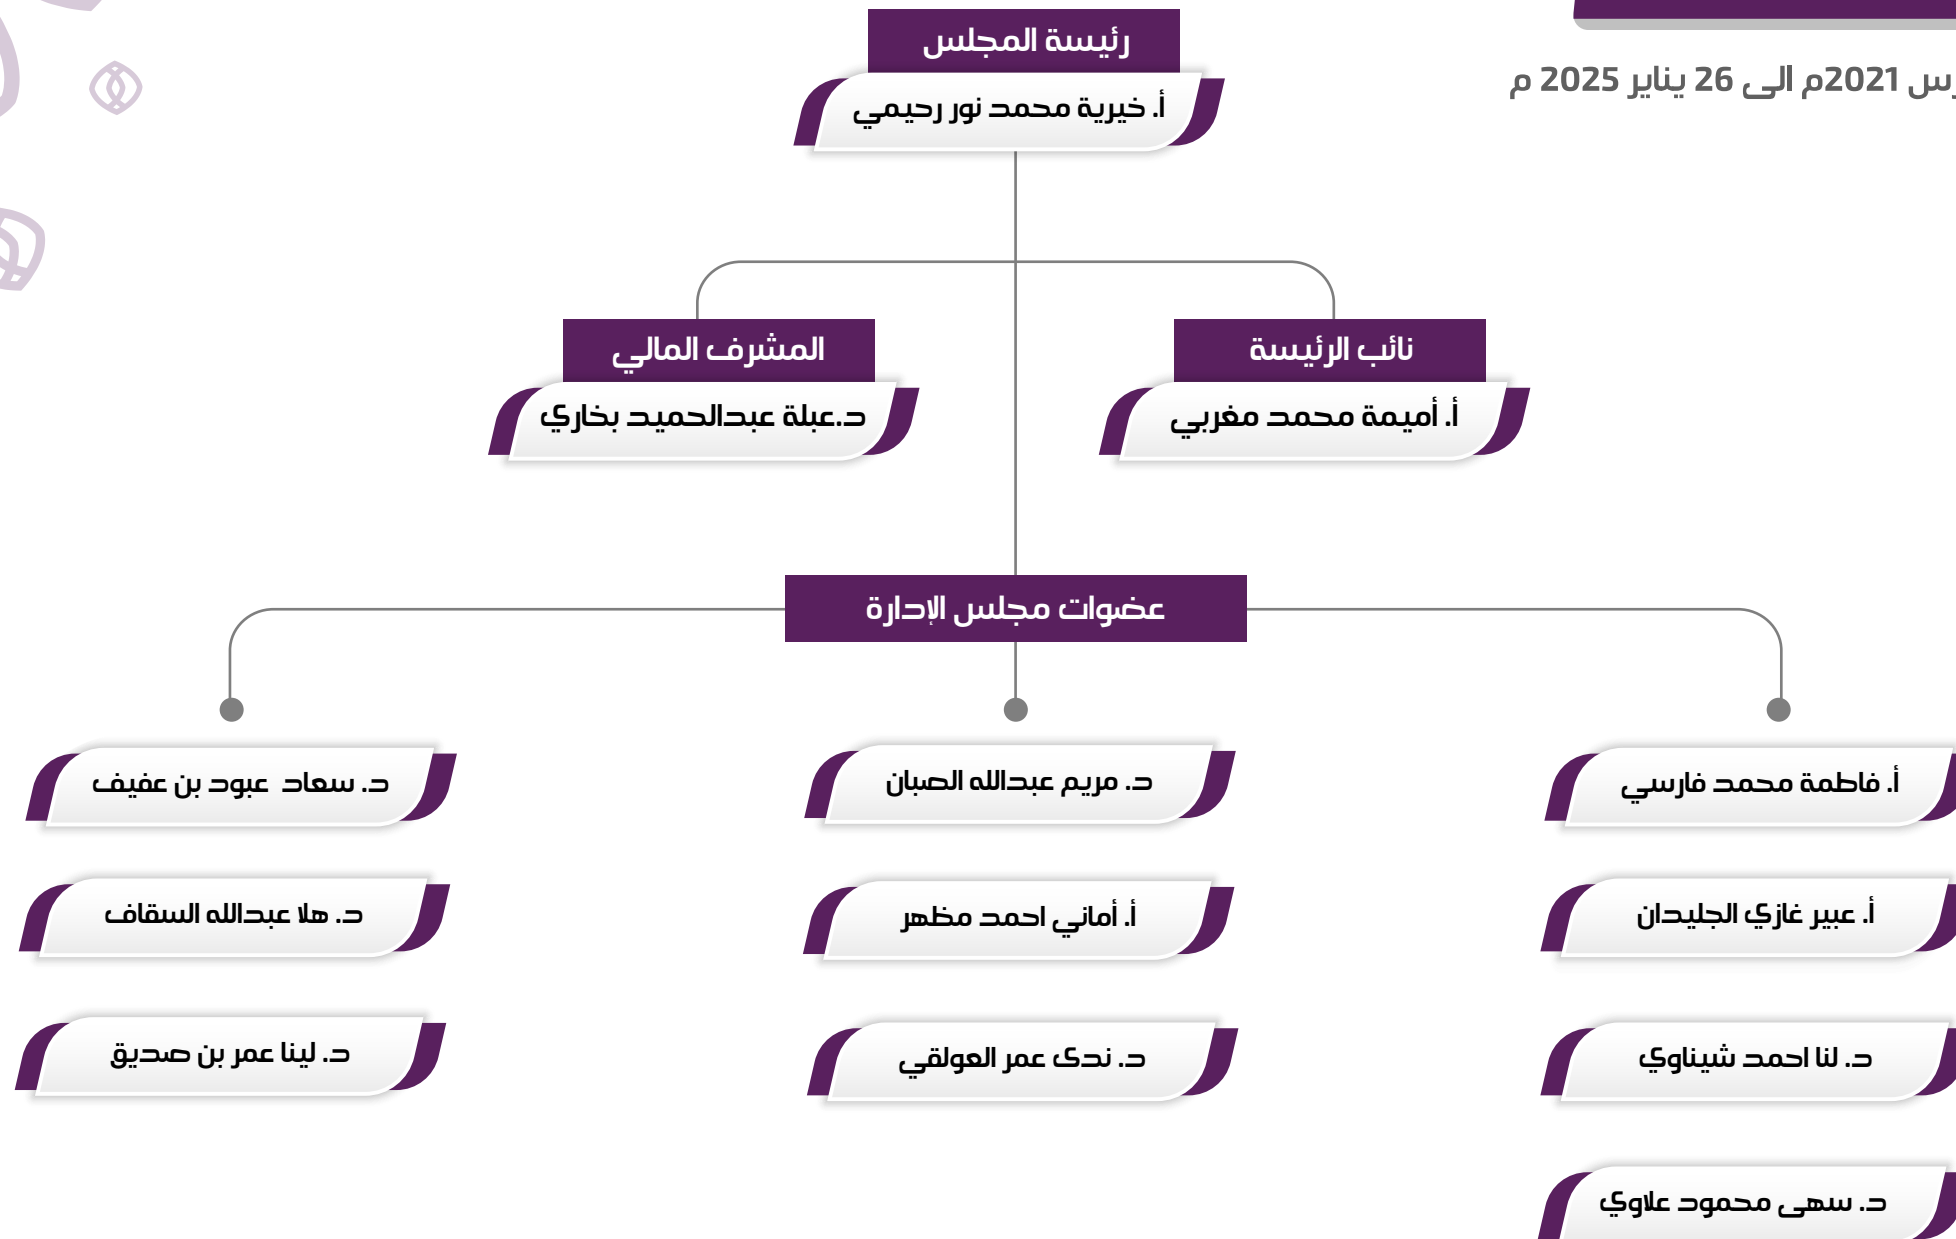 رئيسة المجلس
أ. خيرية محمد نور رحيمي
2021م الى 26 يناير 2025 م
نائب الرئيسة
أ. أميمة محمد مغربي
المشرف المالي
د.عبلة عبدالحميد بخاري
عضوات مجلس الإدارة
أ. فاطمة محمد فارسي
أ. عبير غازي الجليدان
د. لنا احمد شيناوي
د. سهى محمود علاوي
د. مريم عبدالله الصبان
أ. أماني احمد مظهر
د. ندى عمر العولقي
د. سعاد عبود بن عفيف
د. هلا عبدالله السقاف
د. لينا عمر بن صديق